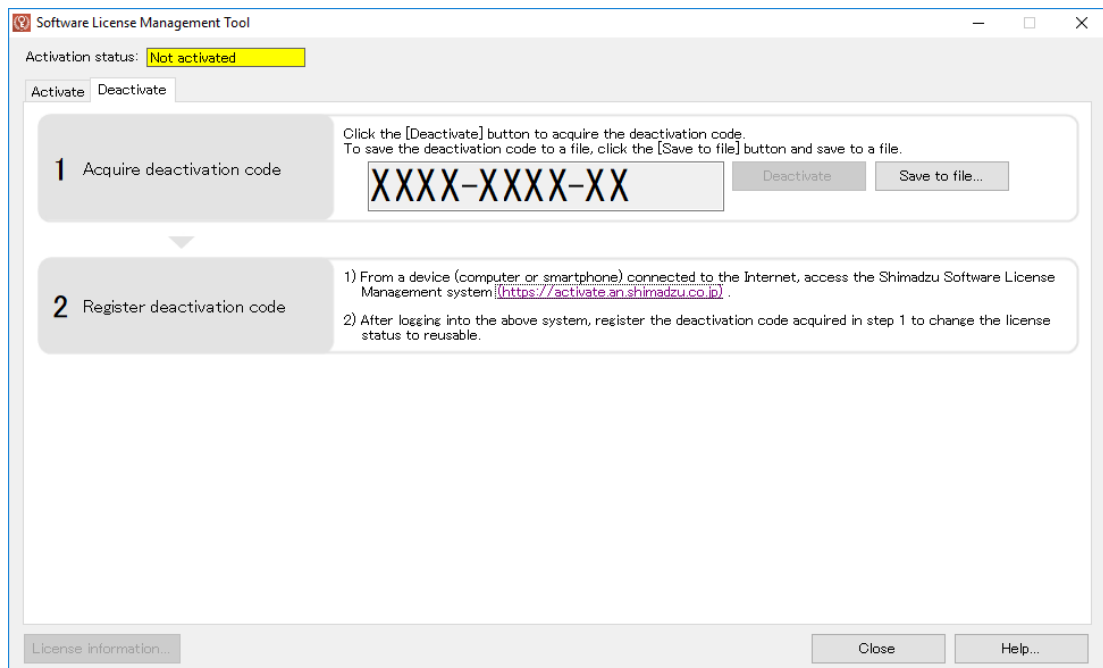 Software License Management Tool
Activation status: Not activated
Activate Deactivate
1 Acquire deactivation code
Click the [Deactivate] button to acquire the deactivation code.
To save the deactivation code to a file, click the [Save to file] button and save to a file.
XXXX-XXXX-XX
Deactivate
Save to file...
2 Register deactivation code
1) From a device (computer or smartphone) connected to the Internet, access the Shimadzu Software License
Management system (https://activate.an.shimadzu.co.jp) .
2) After logging into the above system, register the deactivation code acquired in step 1 to change the license
status to reusable.
License information...
Close
Help...